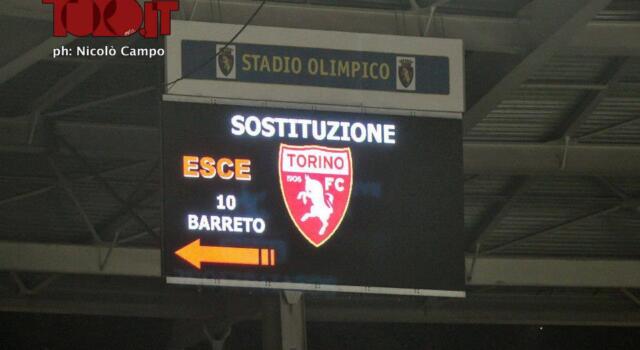 TORO.IT
ph: Nicolò Campo
STADIO OLIMPICO
SOSTITUZIONE
ESCE
10
BARRETO
TORINO
1906 FC